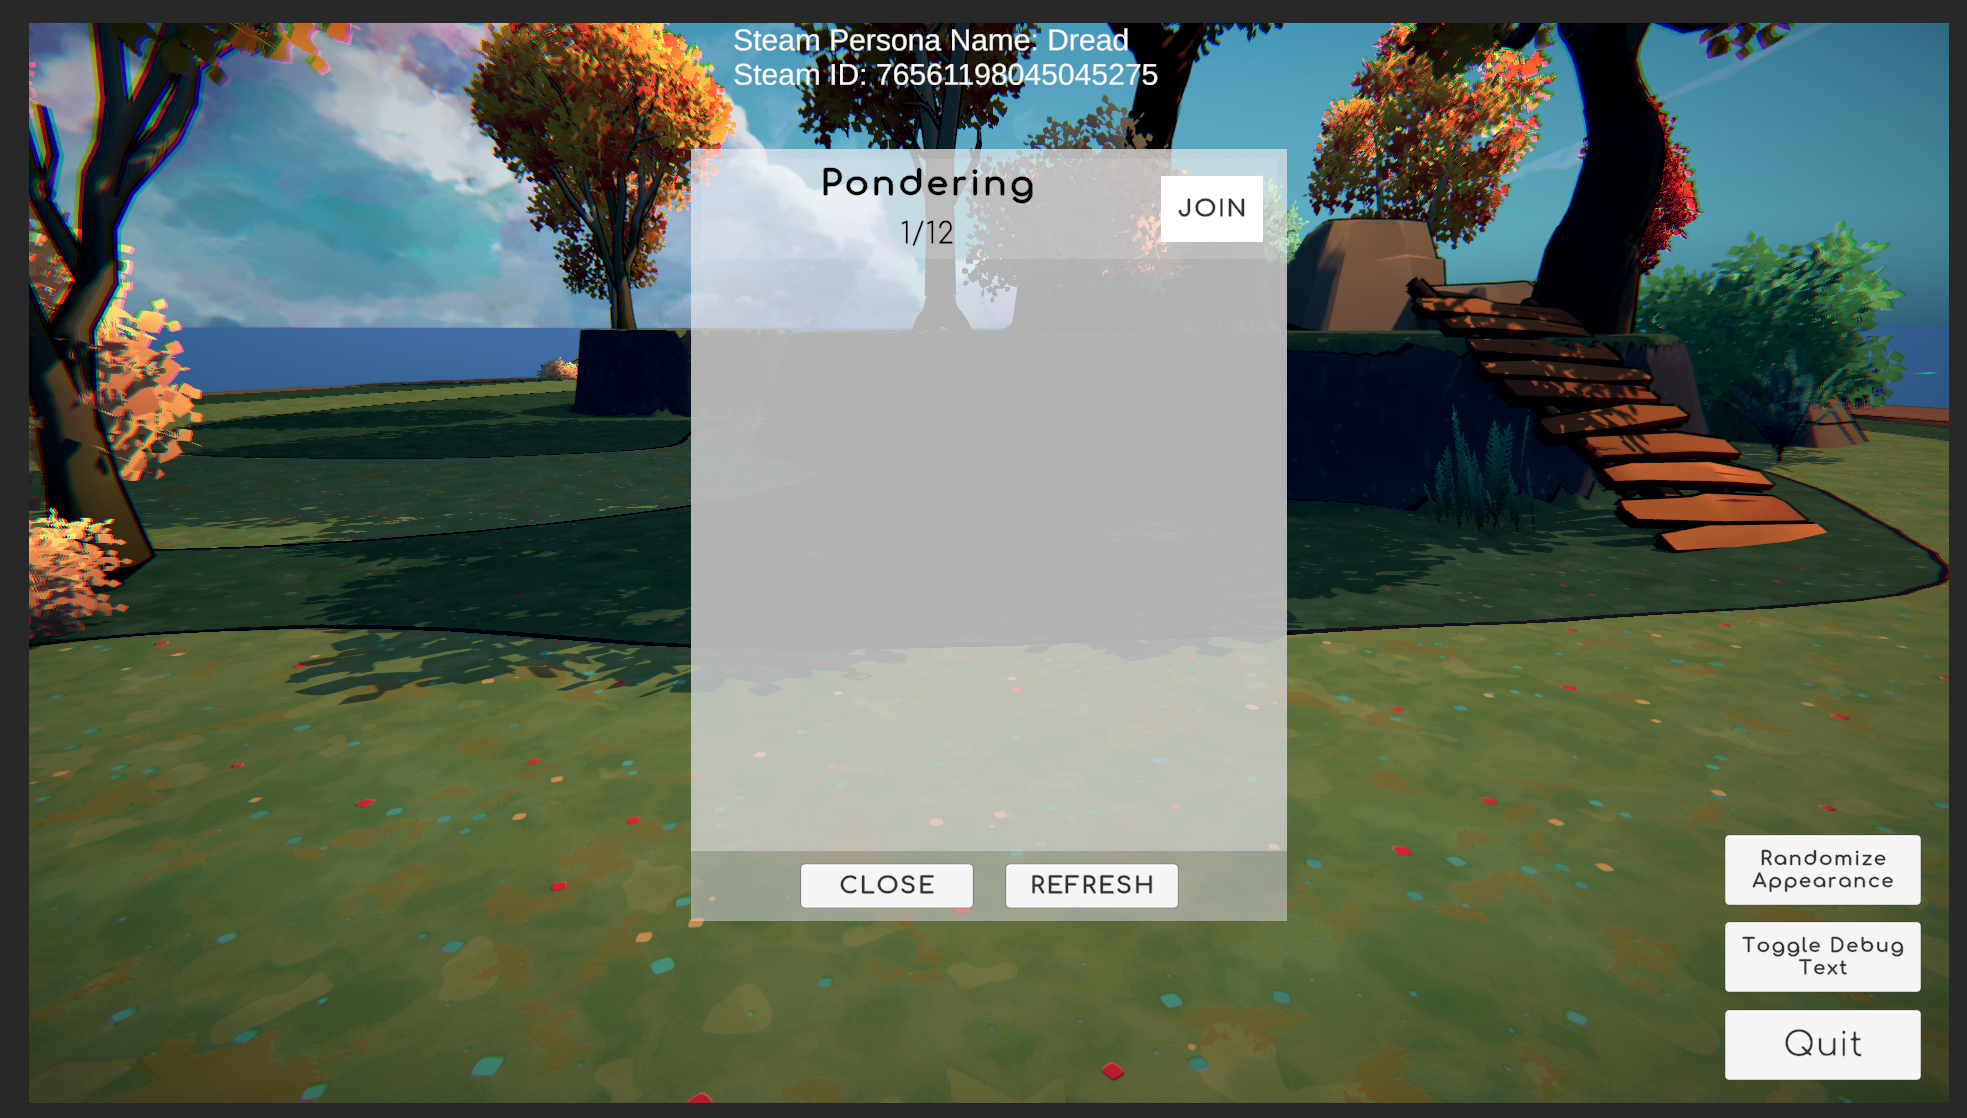 Steam Persona Name: Dread
Steam ID: 76561198045045275
Pondering
1/12
JOIN
CLOSE
REFRESH
Randomize
Appearance
Toggle Debug
Text
Quit